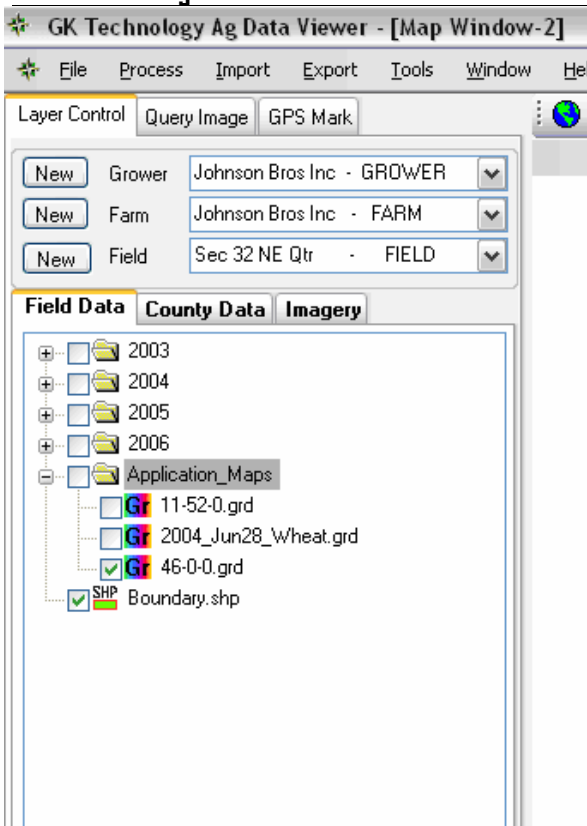 GK Technology Ag Data Viewer - [Map Window-2]
File Process Import Export Tools Window
Layer Control Query Image GPS Mark
New Grower Johnson Bros Inc - GROWER
New Farm Johnson Bros Inc - FARM
New Field Sec 32 NE Qtr - FIELD
Field Data County Data Imagery
2003
2004
2005
2006
Application_Maps
Gr 11-52-0.grd
Gr 2004_Jun28_Wheat.grd
Gr 46-0-0.grd
SHP Boundary.shp